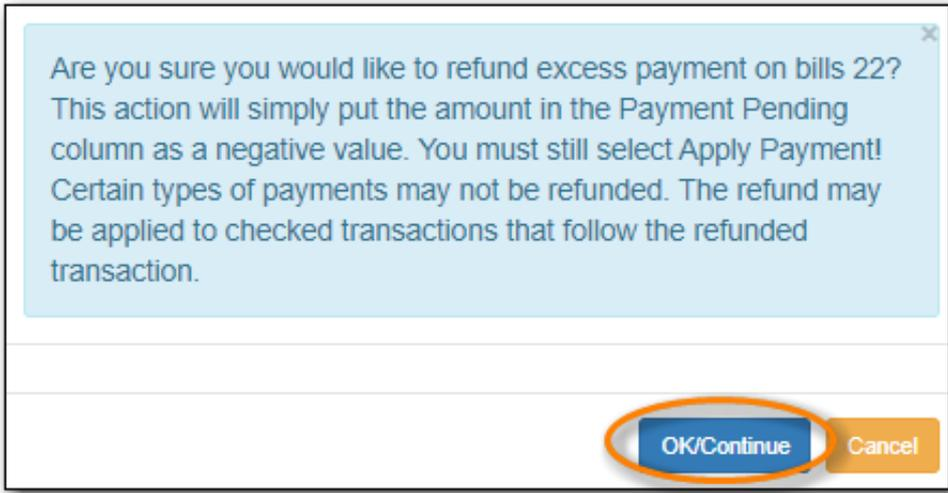 Are you sure you would like to refund excess payment on bills 22?
This action will simply put the amount in the Payment Pending
column as a negative value. You must still select Apply Payment!
Certain types of payments may not be refunded. The refund may
be applied to checked transactions that follow the refunded
transaction.
OK/Continue
Cancel